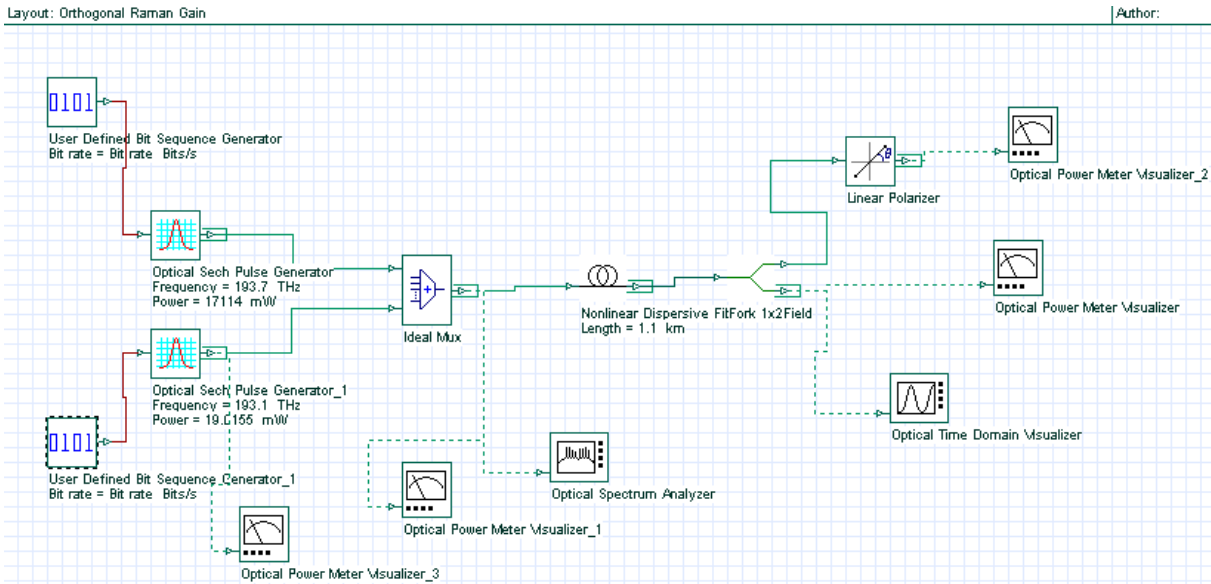 Layout: Orthogonal Raman Gain
Author:
0101
User Defined Bit Sequence Generator
Bit rate = Bit rate Bits/s
Optical Sech Pulse Generator
Frequency = 193.7 THz
Power = 17114 mW
Ideal Mux
Optical Sech Pulse Generator_1
Frequency = 193.1 THz
0101
User Defined Bit Sequence Generator_1
Bit rate = Bit rate Bits/s
Optical Power Meter Visualizer_3
Optical Power Meter Visualizer_1
Optical Spectrum Analyzer
Nonlinear Dispersive FitFork 1x2Field
Length = 1.1 km
θ
Linear Polarizer
Optical Power Meter Visualizer_2
Optical Power Meter Visualizer
Optical Time Domain Visualizer